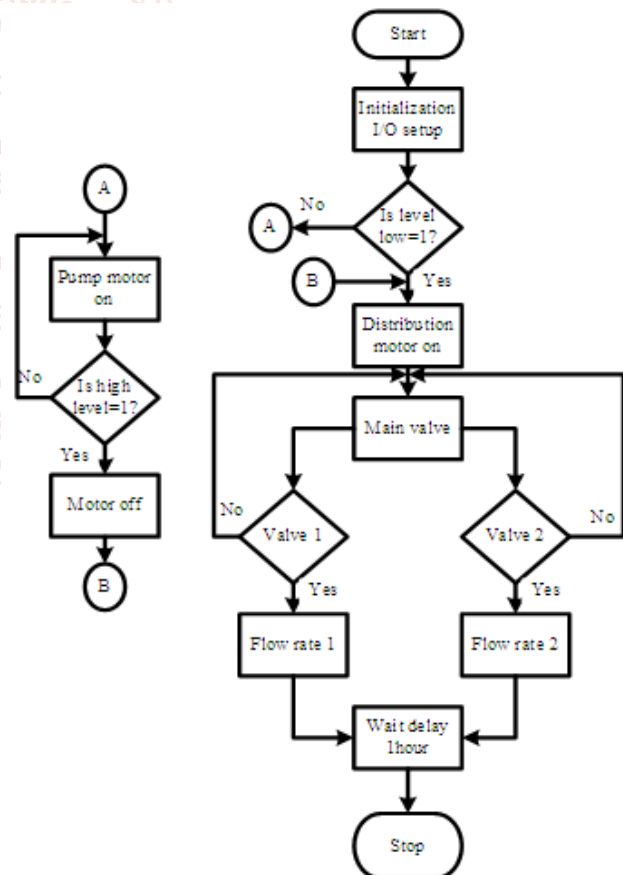 Start
Initialization
I/O setup
Is level
low=1?
No
A
B
Yes
Distribution
motor on
Main valve
Valve 1
No
Yes
Valve 2
No
Yes
Flow rate 1
Flow rate 2
Wait delay
1hour
Stop
A
Pump motor
on
Is high
level=1?
No
Yes
Motor off
B